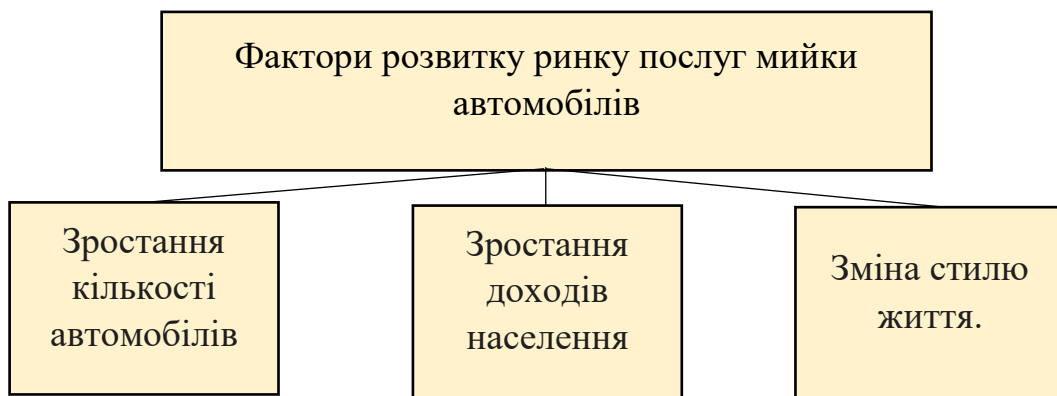 Фактори розвитку ринку послуг мийки
автомобілів
Зростання
кількості
автомобілів
Зростання
доходів
населення
Зміна стилю
життя.